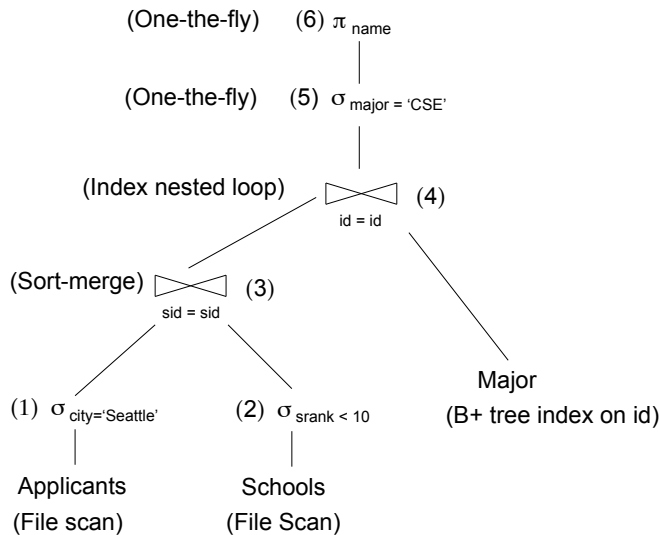 (One-the-fly) (6) π name
(One-the-fly) (5) σ major = ‘CSE’
(Index nested loop) (4)
id = id
(Sort-merge) (3)
sid = sid
(1) σ city=‘Seattle’ (2) σ srank < 10
Major
(B+ tree index on id)
Applicants Schools
(File scan) (File Scan)